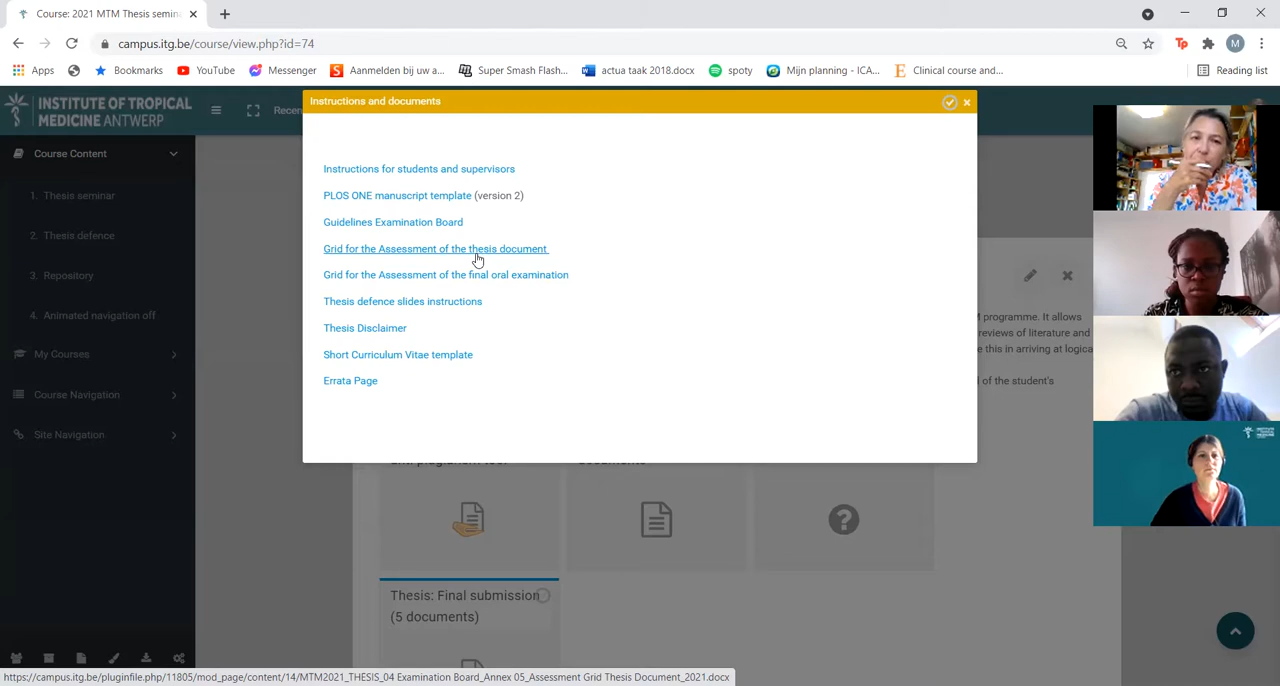 Course: 2021 MTM Thesis semina
campus.itg.be/course/view.php?id=74
Tp
M
Apps
Bookmarks
YouTube
Messenger
Aanmelden bij uw a...
Super Smash Flash...
actua taak 2018.docx
spoty
Mijn planning - ICA...
Clinical course and...
Reading list
INSTITUTE OF TROPICAL
MEDICINE ANTWERP
Recen
Instructions and documents
Course Content
1. Thesis seminar
2. Thesis defence
3. Repository
4. Animated navigation off
My Courses
Course Navigation
Site Navigation
Instructions for students and supervisors
PLOS ONE manuscript template (version 2)
Guidelines Examination Board
Grid for the Assessment of the thesis document
Grid for the Assessment of the final oral examination
Thesis defence slides instructions
Thesis Disclaimer
Short Curriculum Vitae template
Errata Page
M programme. It allows
reviews of literature and
e this in arriving at logica
l of the student's
Thesis: Final submission
(5 documents)
https://campus.itg.be/pluginfile.php/11805/mod_page/content/14/MTM2021_THESIS_04 Examination Board_Annex 05_Assessment Grid Thesis Document_2021.docx